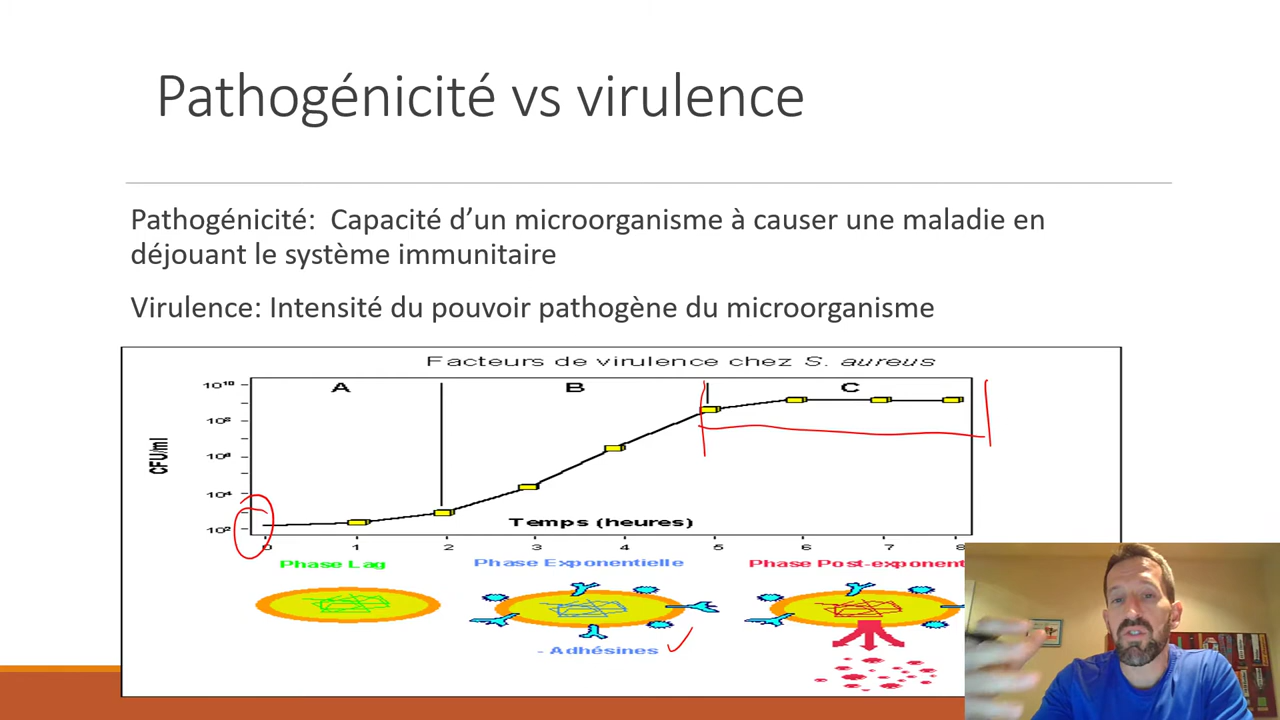 Pathogénicité vs virulence
Pathogénicité: Capacité d'un microorganisme à causer une maladie en
déjouant le système immunitaire
Virulence: Intensité du pouvoir pathogène du microorganisme
Facteurs de virulence chez S. aureus
A B C
10¹⁰
10⁸
10⁶
10⁴
10²
CFU/ml
Temps (heures)
0 1 2 3 4 5 6 7 8
Phase Lag Phase Exponentielle Phase Post-exponent
- Adhésines